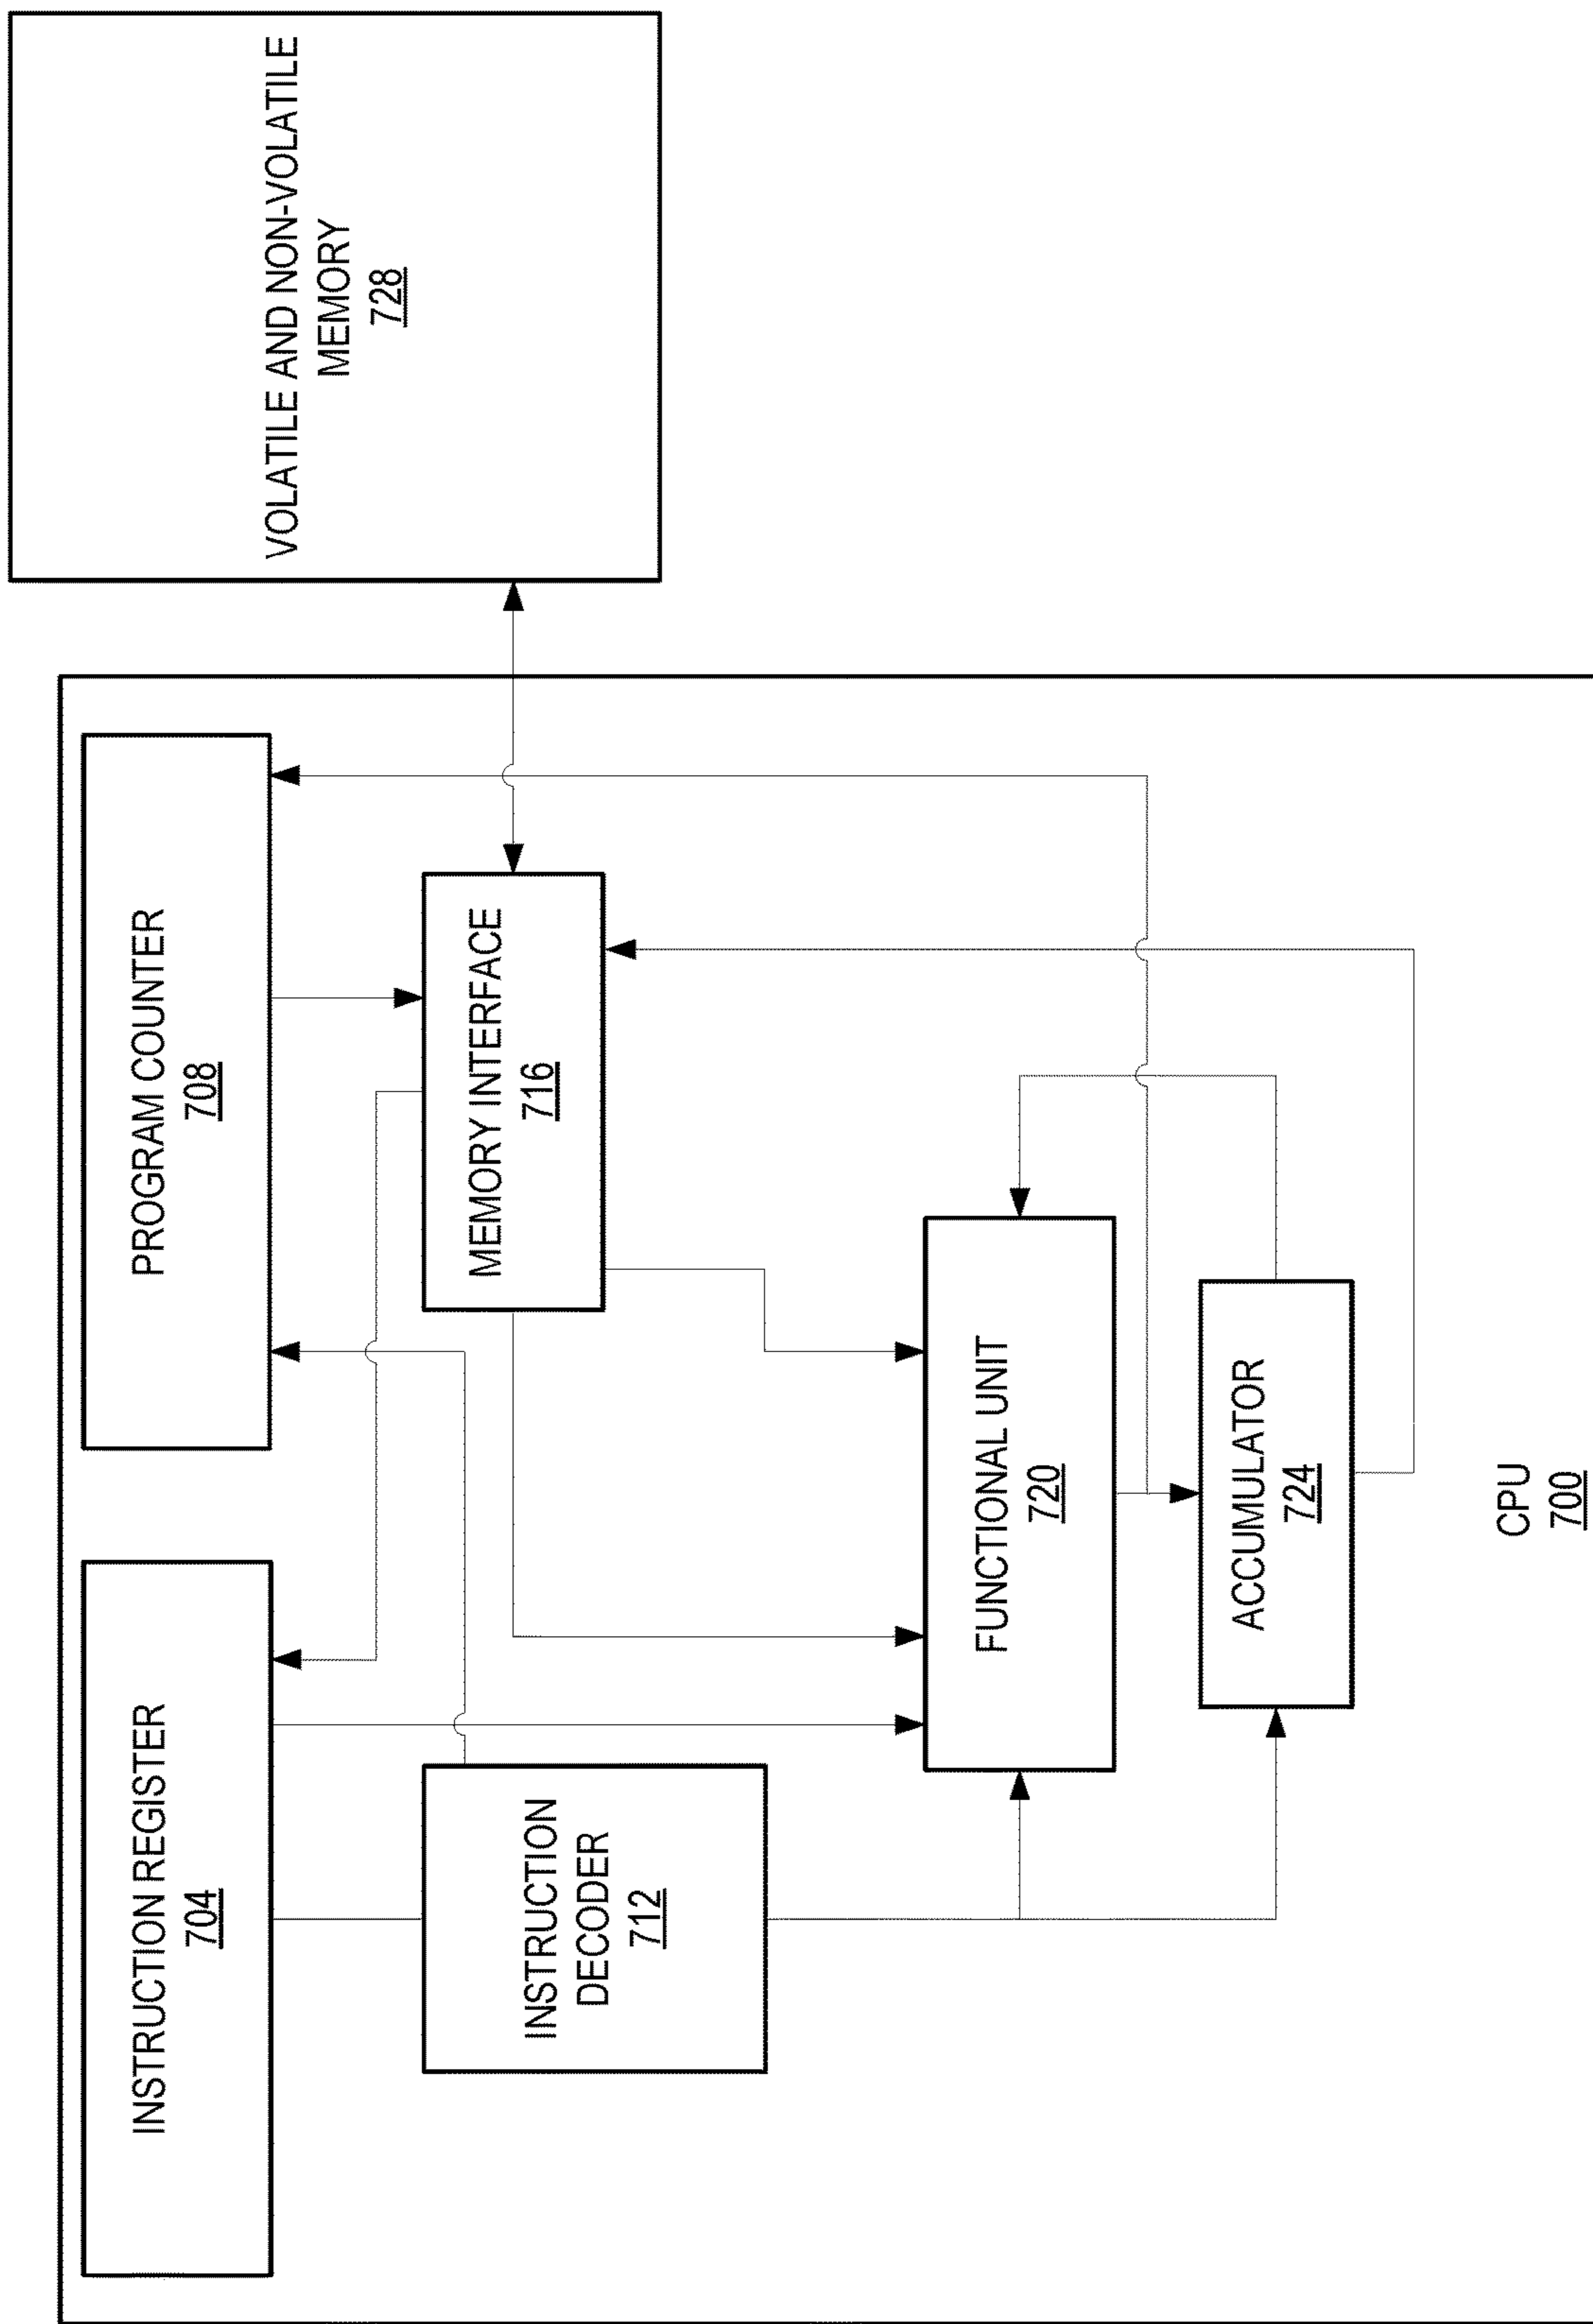 INSTRUCTION REGISTER
704
PROGRAM COUNTER
708
VOLATILE AND NON-VOLATILE
MEMORY
728
INSTRUCTION
DECODER
712
MEMORY INTERFACE
716
FUNCTIONAL UNIT
720
ACCUMULATOR
724
CPU
700